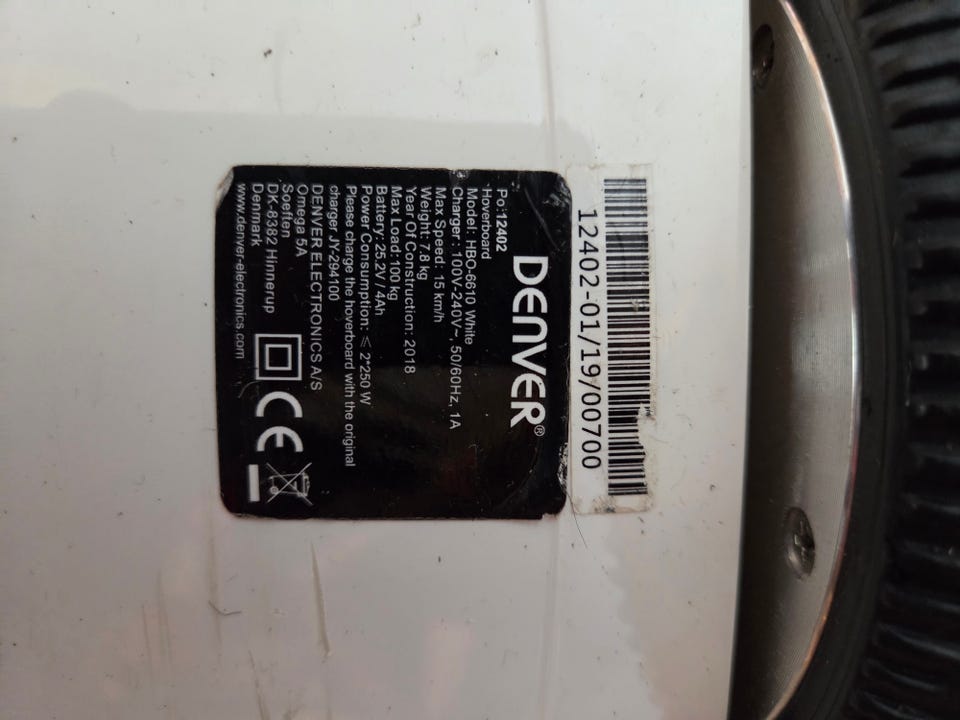 12402-01/19/00700
DENVER®
Po:12402
Hoverboard
Model: HBO-6610 White
Charger : 100V-240V~, 50/60Hz, 1A
Max Speed: 15 km/h
Weight: 7,8 kg
Year Of Construction: 2018
Max Load:100 kg
Battery: 25.2V / 4Ah
Power Consumption: ≤ 2*250 W
Please charge the hoverboard with the original
charger JY-294100
DENVER ELECTRONICS A/S
Omega 5A
Soeften
DK-8382 Hinnerup
Denmark
www.denver-electronics.com
CE